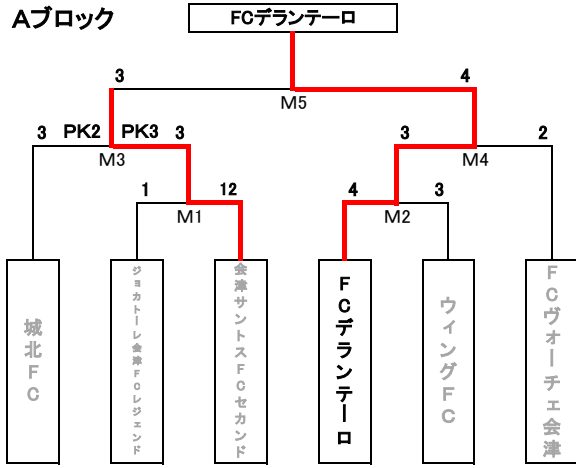 Aブロック
FCデランテーロ
3
4
M5
3
PK2
PK3
3
3
2
M3
M4
1
12
4
3
M1
M2
城北FC
ジョカトーレ会津FCレジェンド
会津サントスFCセカンド
FCデランテーロ
ウィングFC
FCヴォーチェ会津